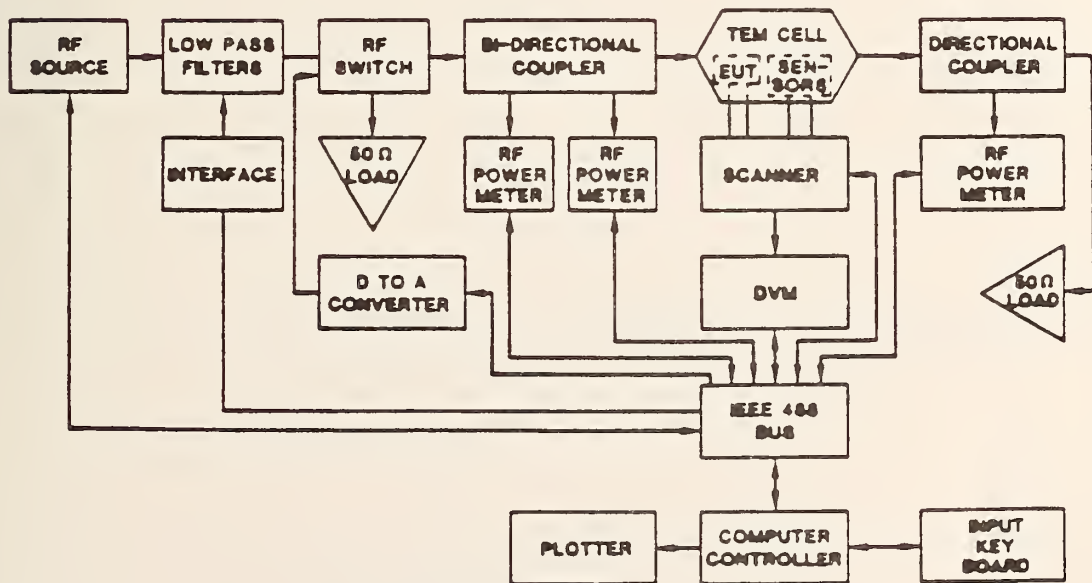 RF
SOURCE
LOW PASS
FILTERS
RF
SWITCH
BI-DIRECTIONAL
COUPLER
TEM CELL
EUT
SEN-
SORS
DIRECTIONAL
COUPLER
INTERFACE
50 Ω
LOAD
RF
POWER
METER
RF
POWER
METER
SCANNER
RF
POWER
METER
D TO A
CONVERTER
DVM
50 Ω
LOAD
IEEE 488
BUS
PLOTTER
COMPUTER
CONTROLLER
INPUT
KEY
BOARD